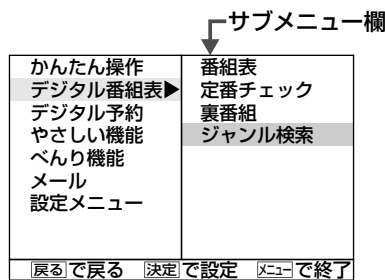 サブメニュー欄
かんたん操作
デジタル番組表▶
デジタル予約
やさしい機能
べんり機能
メール
設定メニュー
番組表
定番チェック
裏番組
ジャンル検索
戻る で戻る 決定 で設定 メニュー で終了